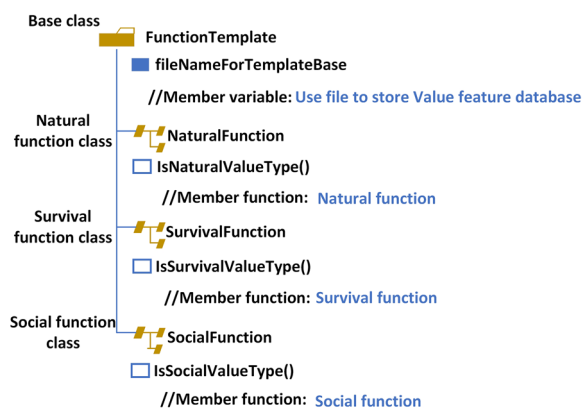 Base class
FunctionTemplate
fileNameForTemplateBase
//Member variable: Use file to store Value feature database
Natural
function class
NaturalFunction
IsNaturalValueType()
//Member function: Natural function
Survival
function class
SurvivalFunction
IsSurvivalValueType()
//Member function: Survival function
Social function
class
SocialFunction
IsSocialValueType()
//Member function: Social function